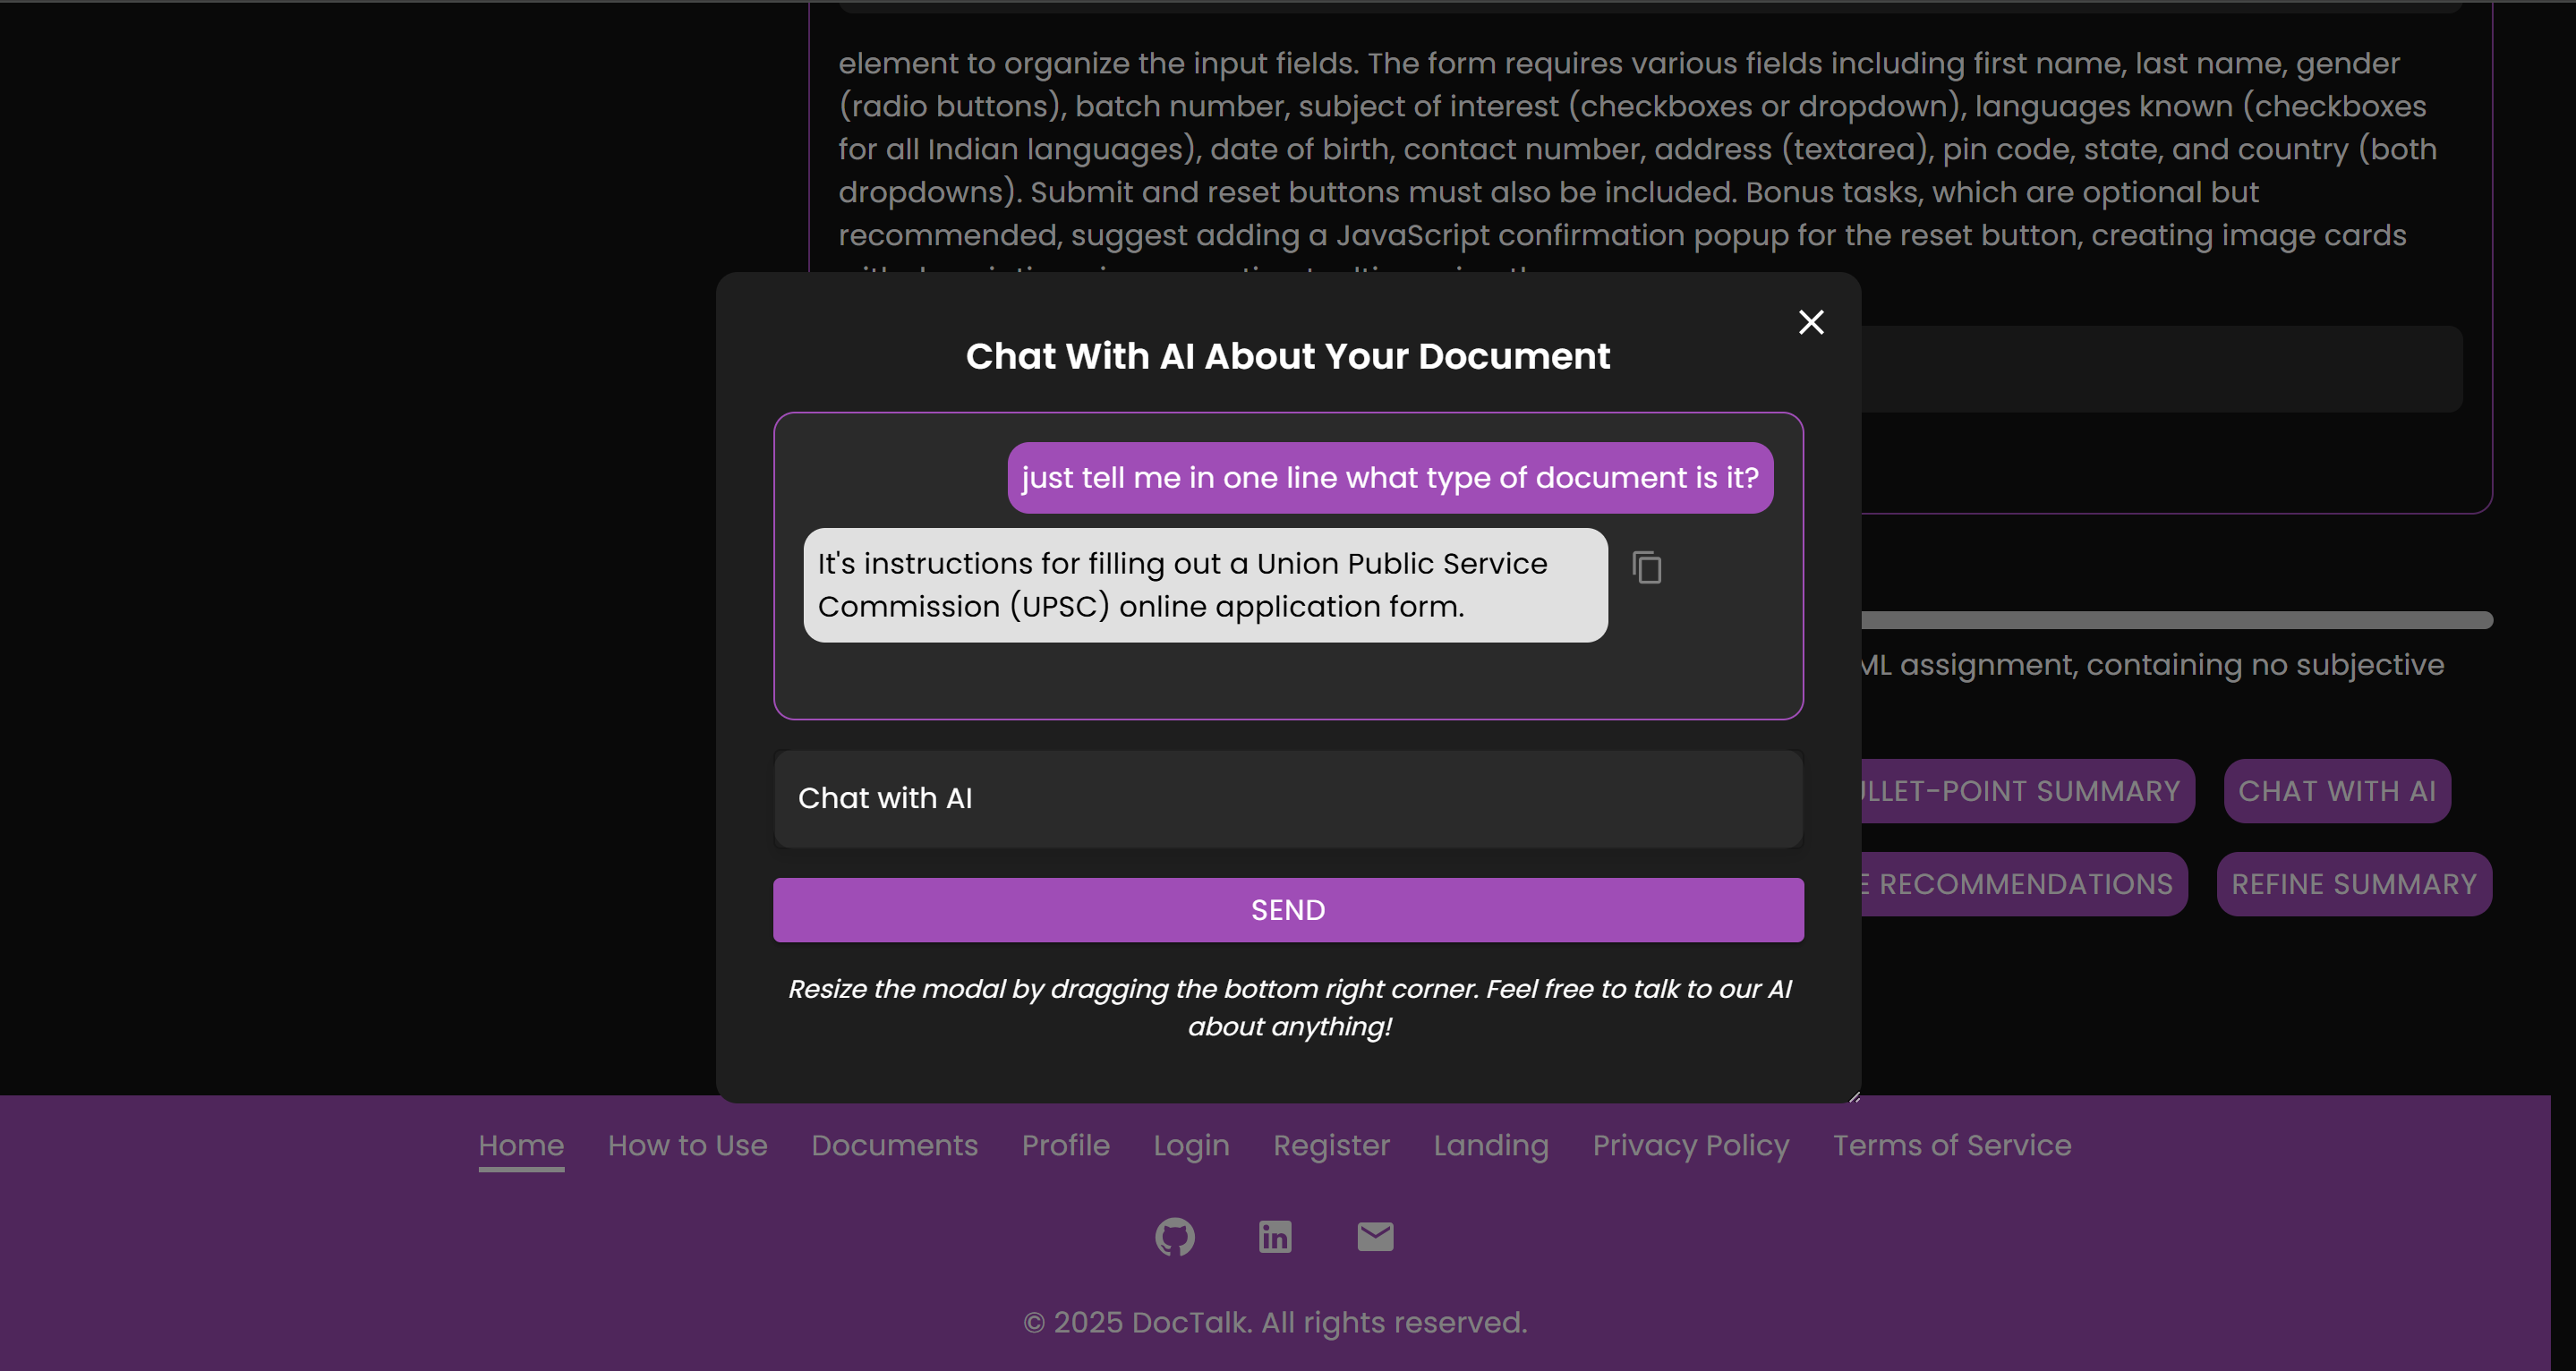 element to organize the input fields. The form requires various fields including first name, last name, gender
(radio buttons), batch number, subject of interest (checkboxes or dropdown), languages known (checkboxes
for all Indian languages), date of birth, contact number, address (textarea), pin code, state, and country (both
dropdowns). Submit and reset buttons must also be included. Bonus tasks, which are optional but
recommended, suggest adding a JavaScript confirmation popup for the reset button, creating image cards
Chat With AI About Your Document
just tell me in one line what type of document is it?
It's instructions for filling out a Union Public Service
Commission (UPSC) online application form.
assignment, containing no subjective
Chat with AI
SUMMARY
CHAT WITH AI
SEND
RECOMMENDATIONS
REFINE SUMMARY
Resize the modal by dragging the bottom right corner. Feel free to talk to our AI
about anything!
Home How to Use Documents Profile Login Register Landing Privacy Policy Terms of Service
© 2025 DocTalk. All rights reserved.